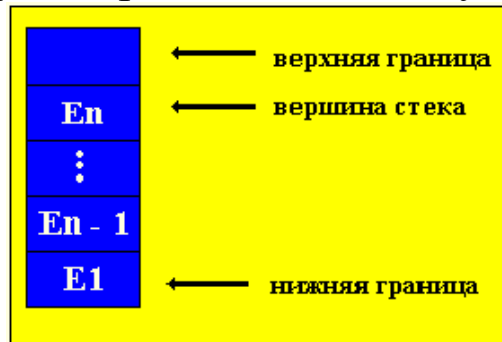 верхняя граница
En
вершина стека
⋮
En - 1
E1
нижняя граница